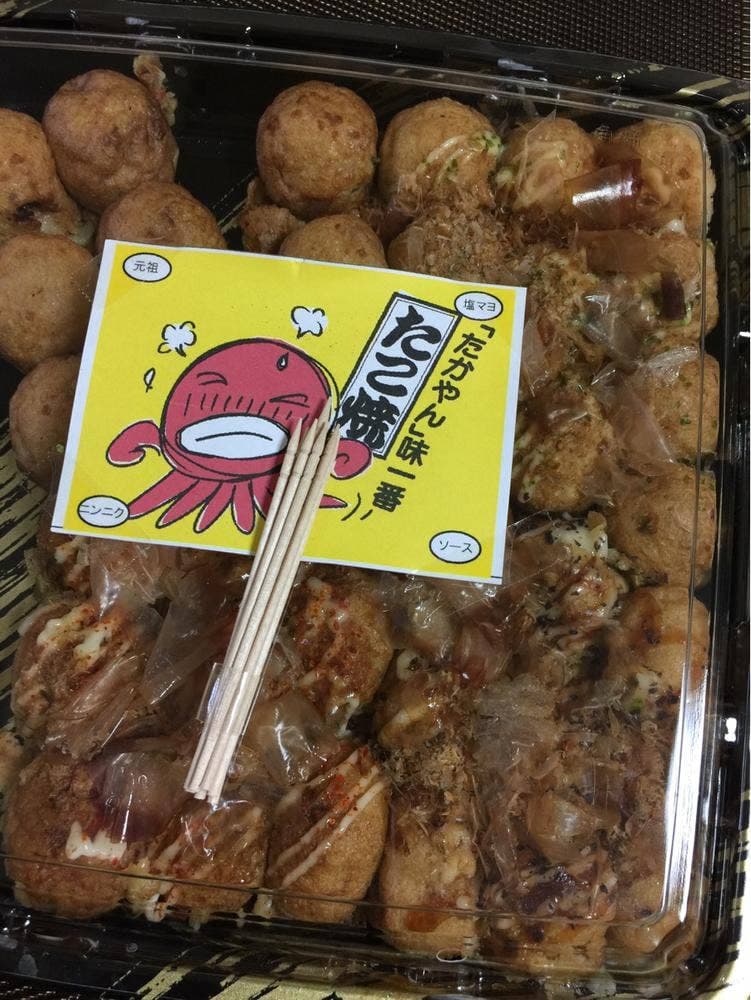 元祖
塩マヨ
「たかやん」味一番
たこ焼
ニンニク
ソース